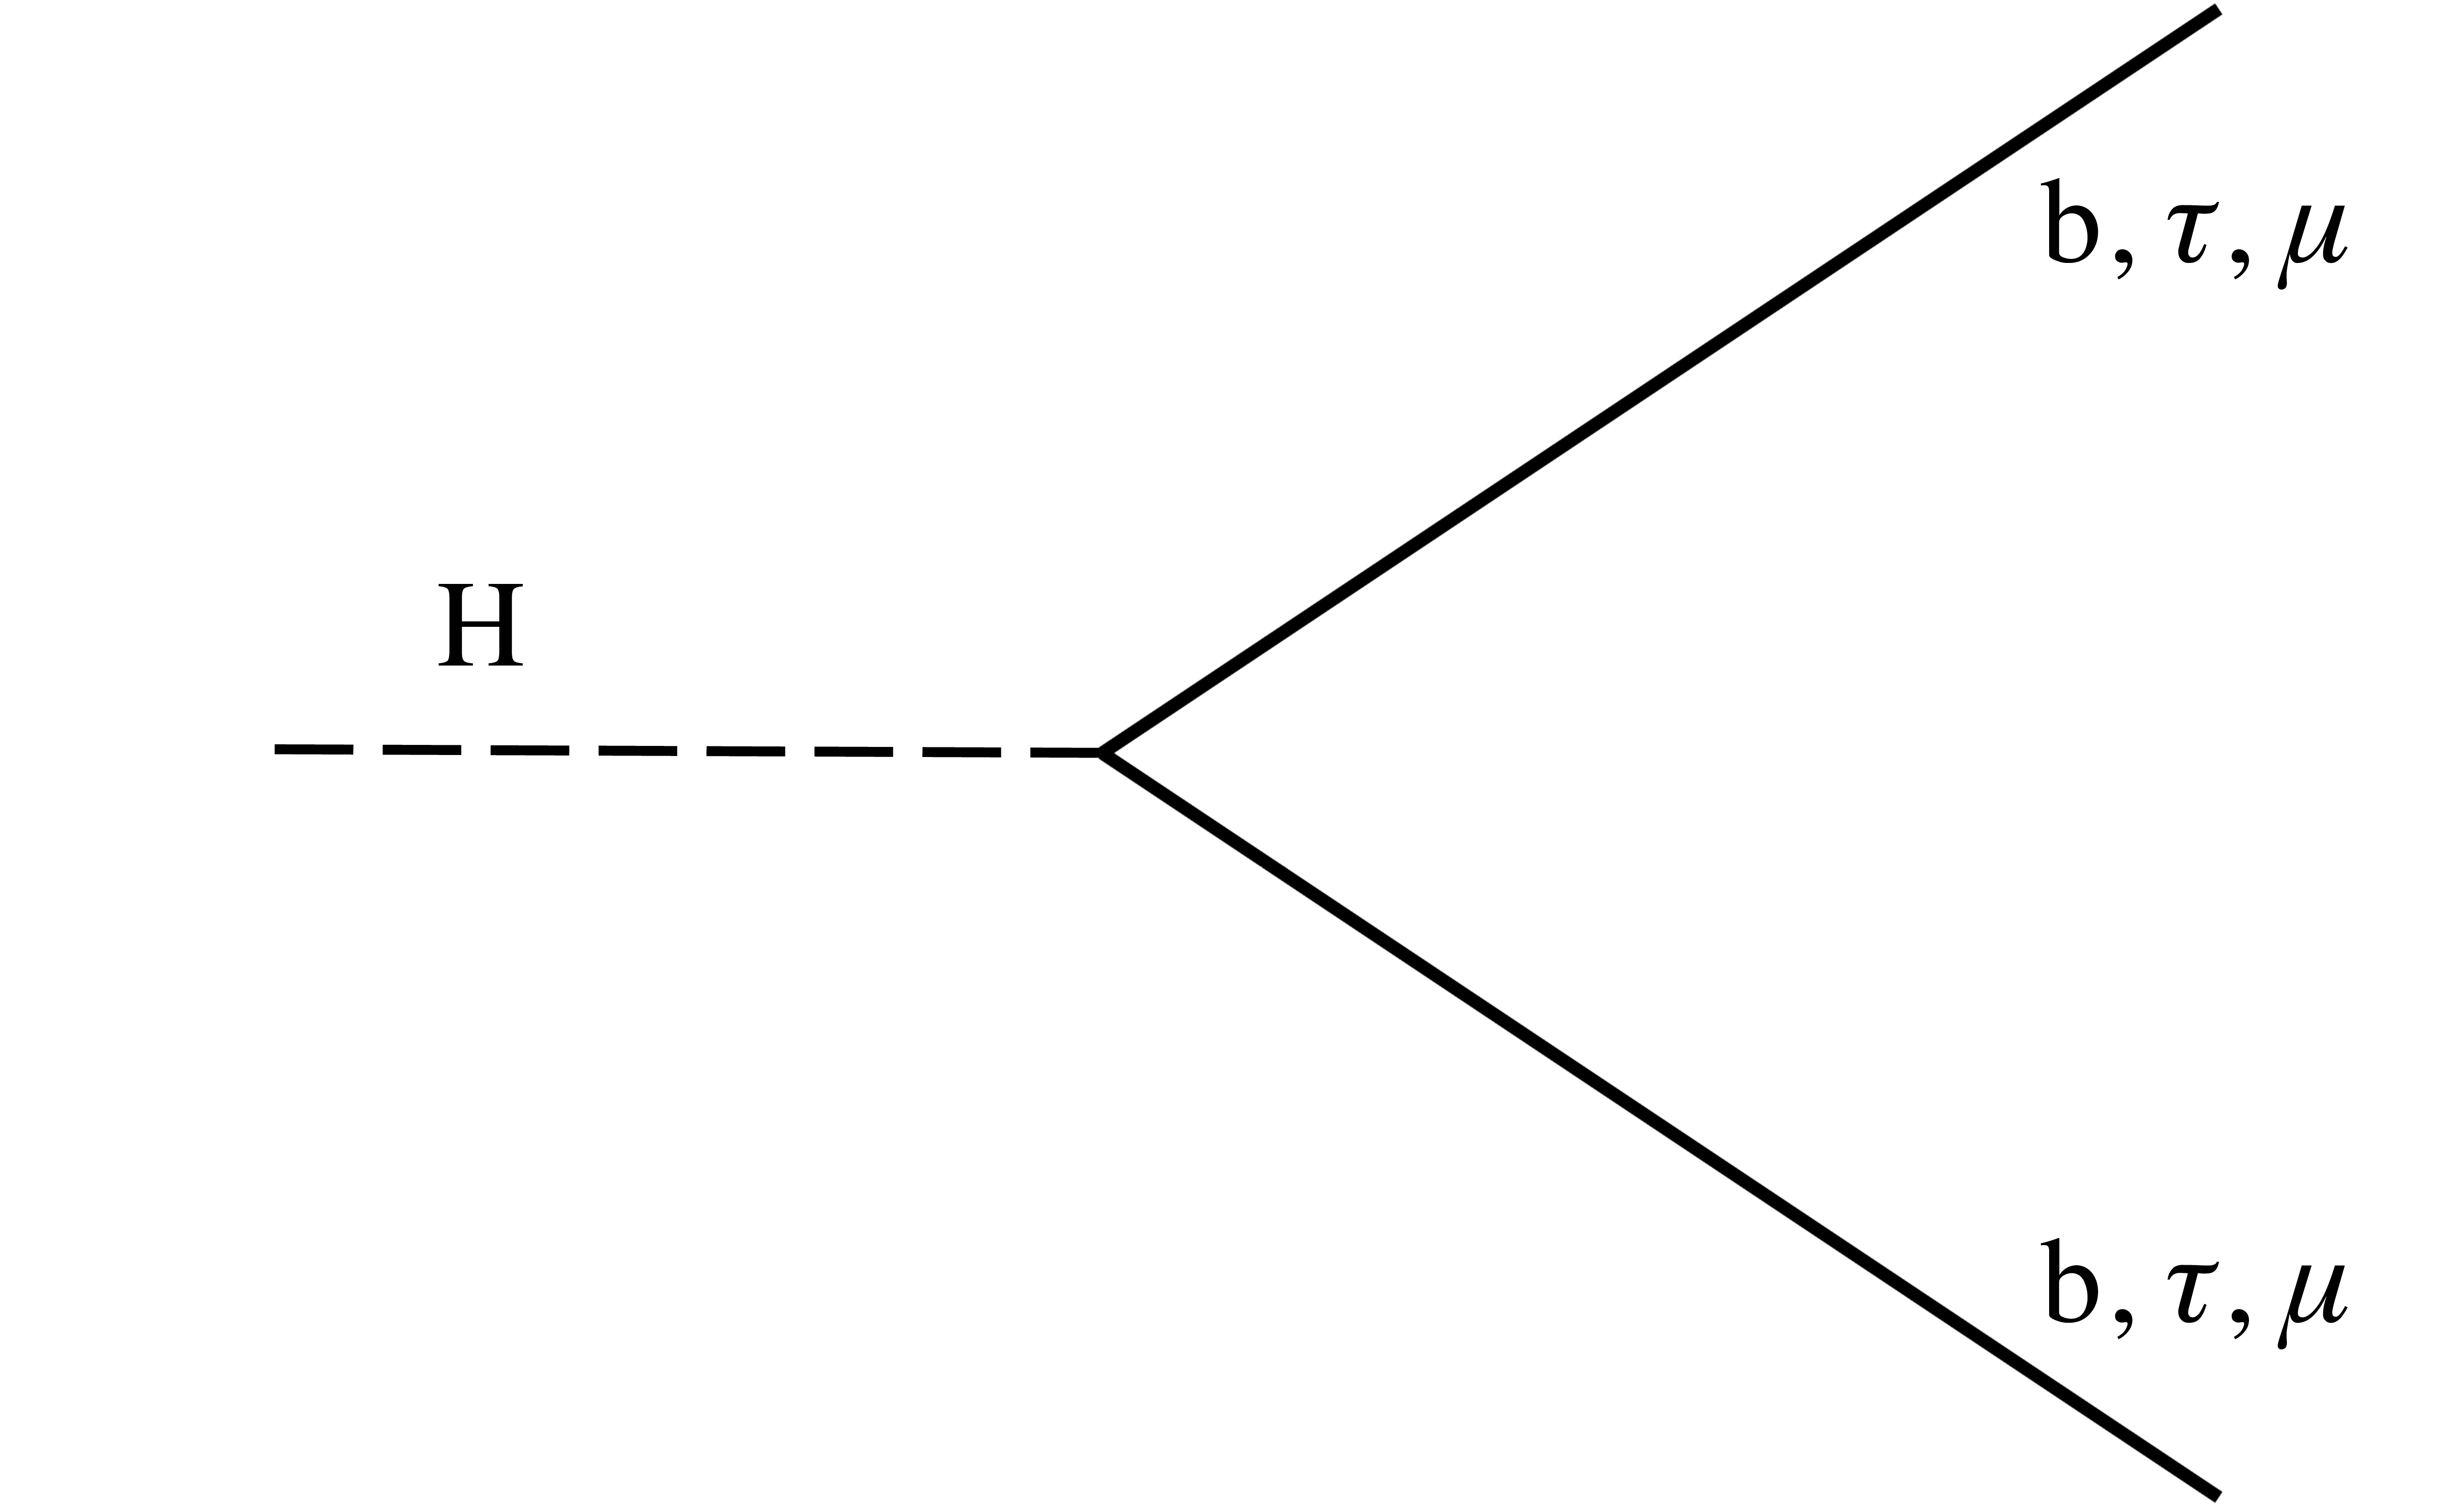 b, τ, μ
H
b, τ, μ